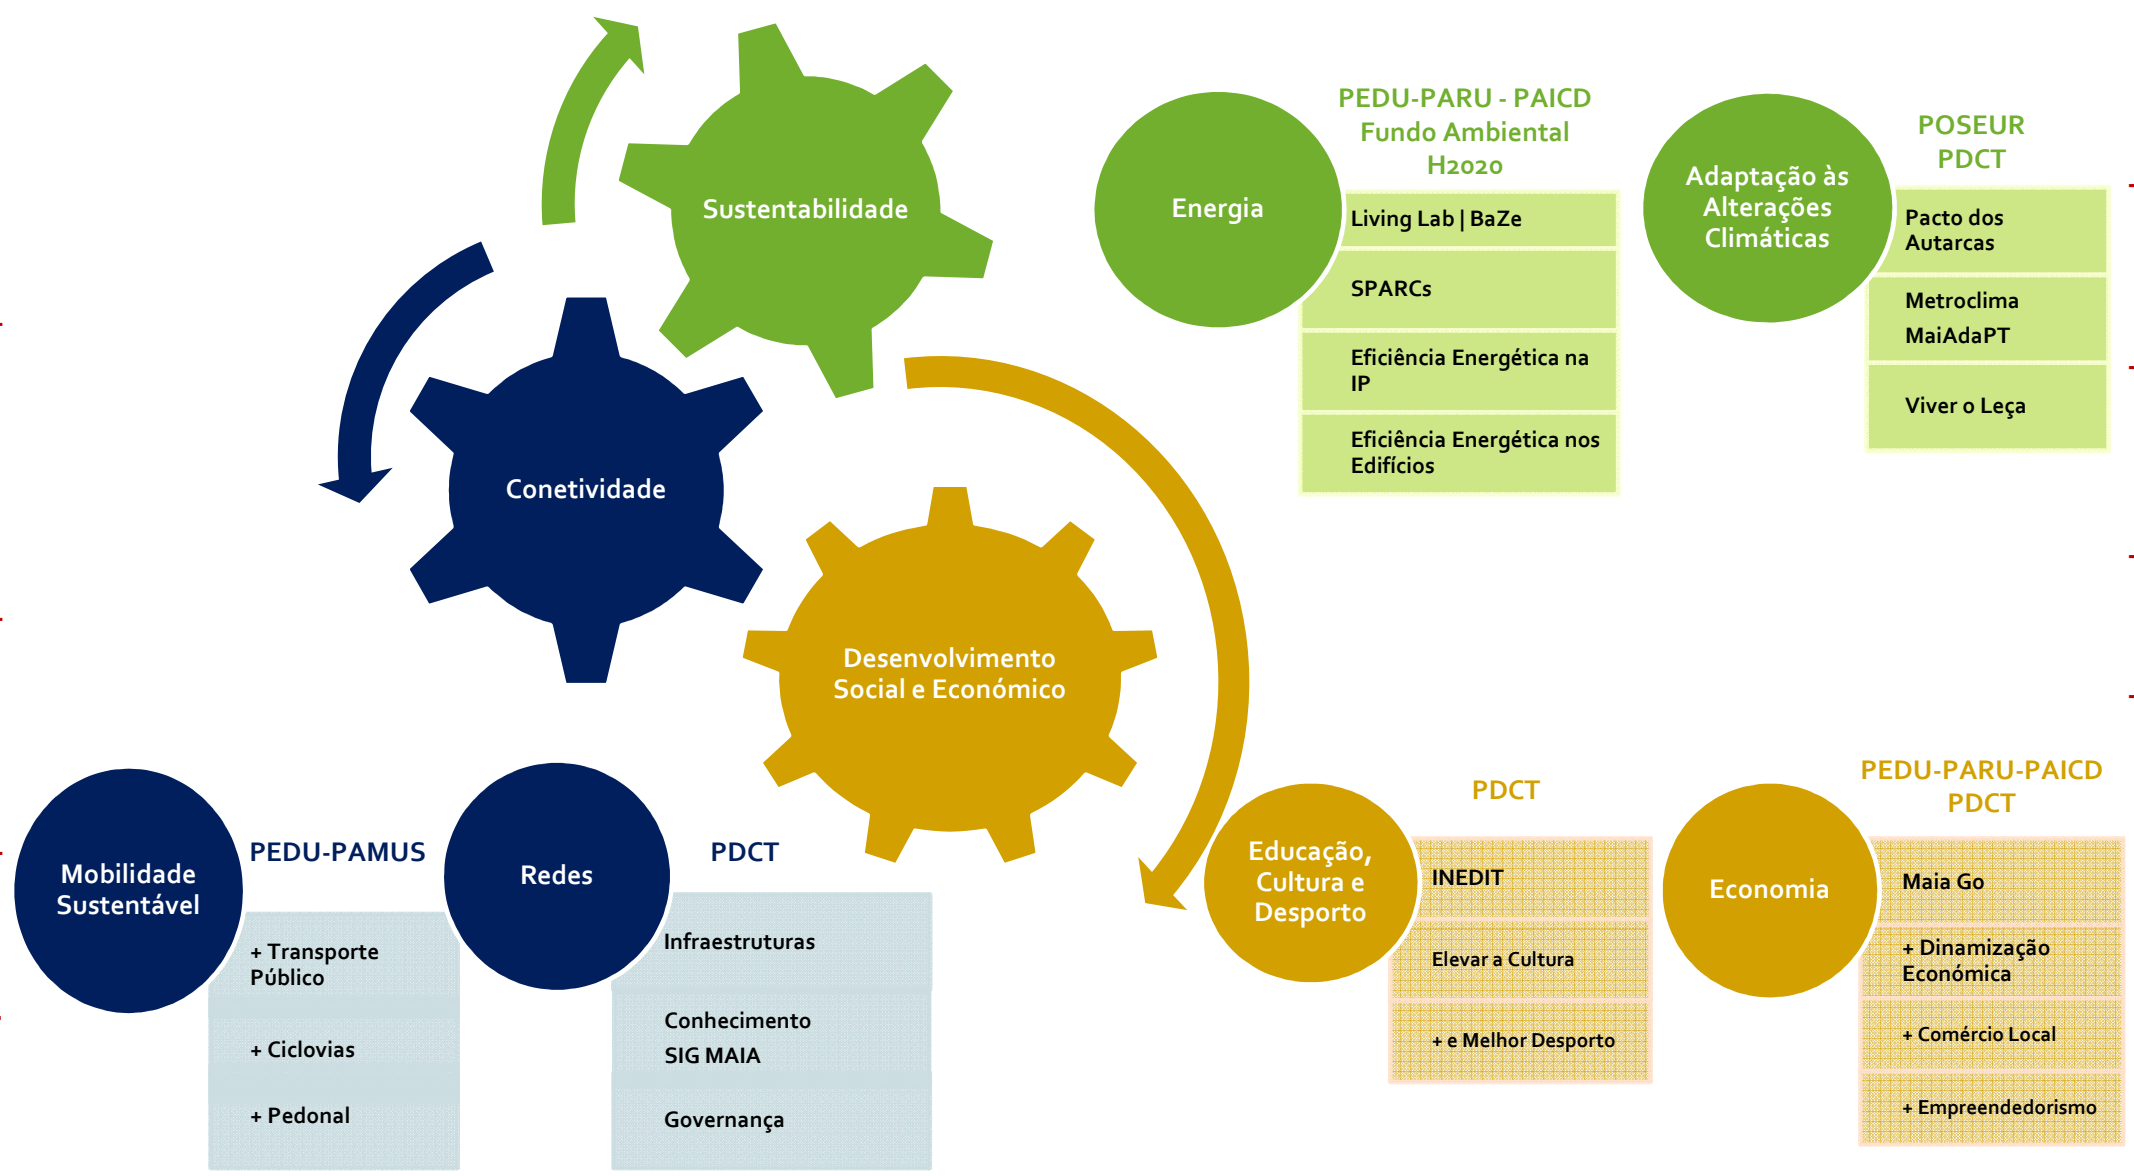 Sustentabilidade
Conetividade
Desenvolvimento
Social e Económico
Energia
PEDU-PARU - PAICD
Fundo Ambiental
H2020
Living Lab | BaZe
SPARCs
Eficiência Energética na
IP
Eficiência Energética nos
Edifícios
Adaptação às
Alterações
Climáticas
POSEUR
PDCT
Pacto dos
Autarcas
Metroclima
MaiAdaPT
Viver o Leça
Mobilidade
Sustentável
PEDU-PAMUS
+ Transporte
Público
+ Ciclovias
+ Pedonal
Redes
PDCT
Infraestruturas
Conhecimento
SIG MAIA
Governança
Educação,
Cultura e
Desporto
PDCT
INEDIT
Elevar a Cultura
+ e Melhor Desporto
Economia
PEDU-PARU-PAICD
PDCT
Maia Go
+ Dinamização
Económica
+ Comércio Local
+ Empreendedorismo